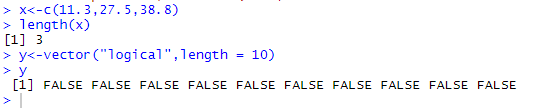 > x<-c(11.3,27.5,38.8)
> length(x)
[1] 3
> y<-vector("logical",length = 10)
> y
 [1] FALSE FALSE FALSE FALSE FALSE FALSE FALSE FALSE FALSE FALSE
>